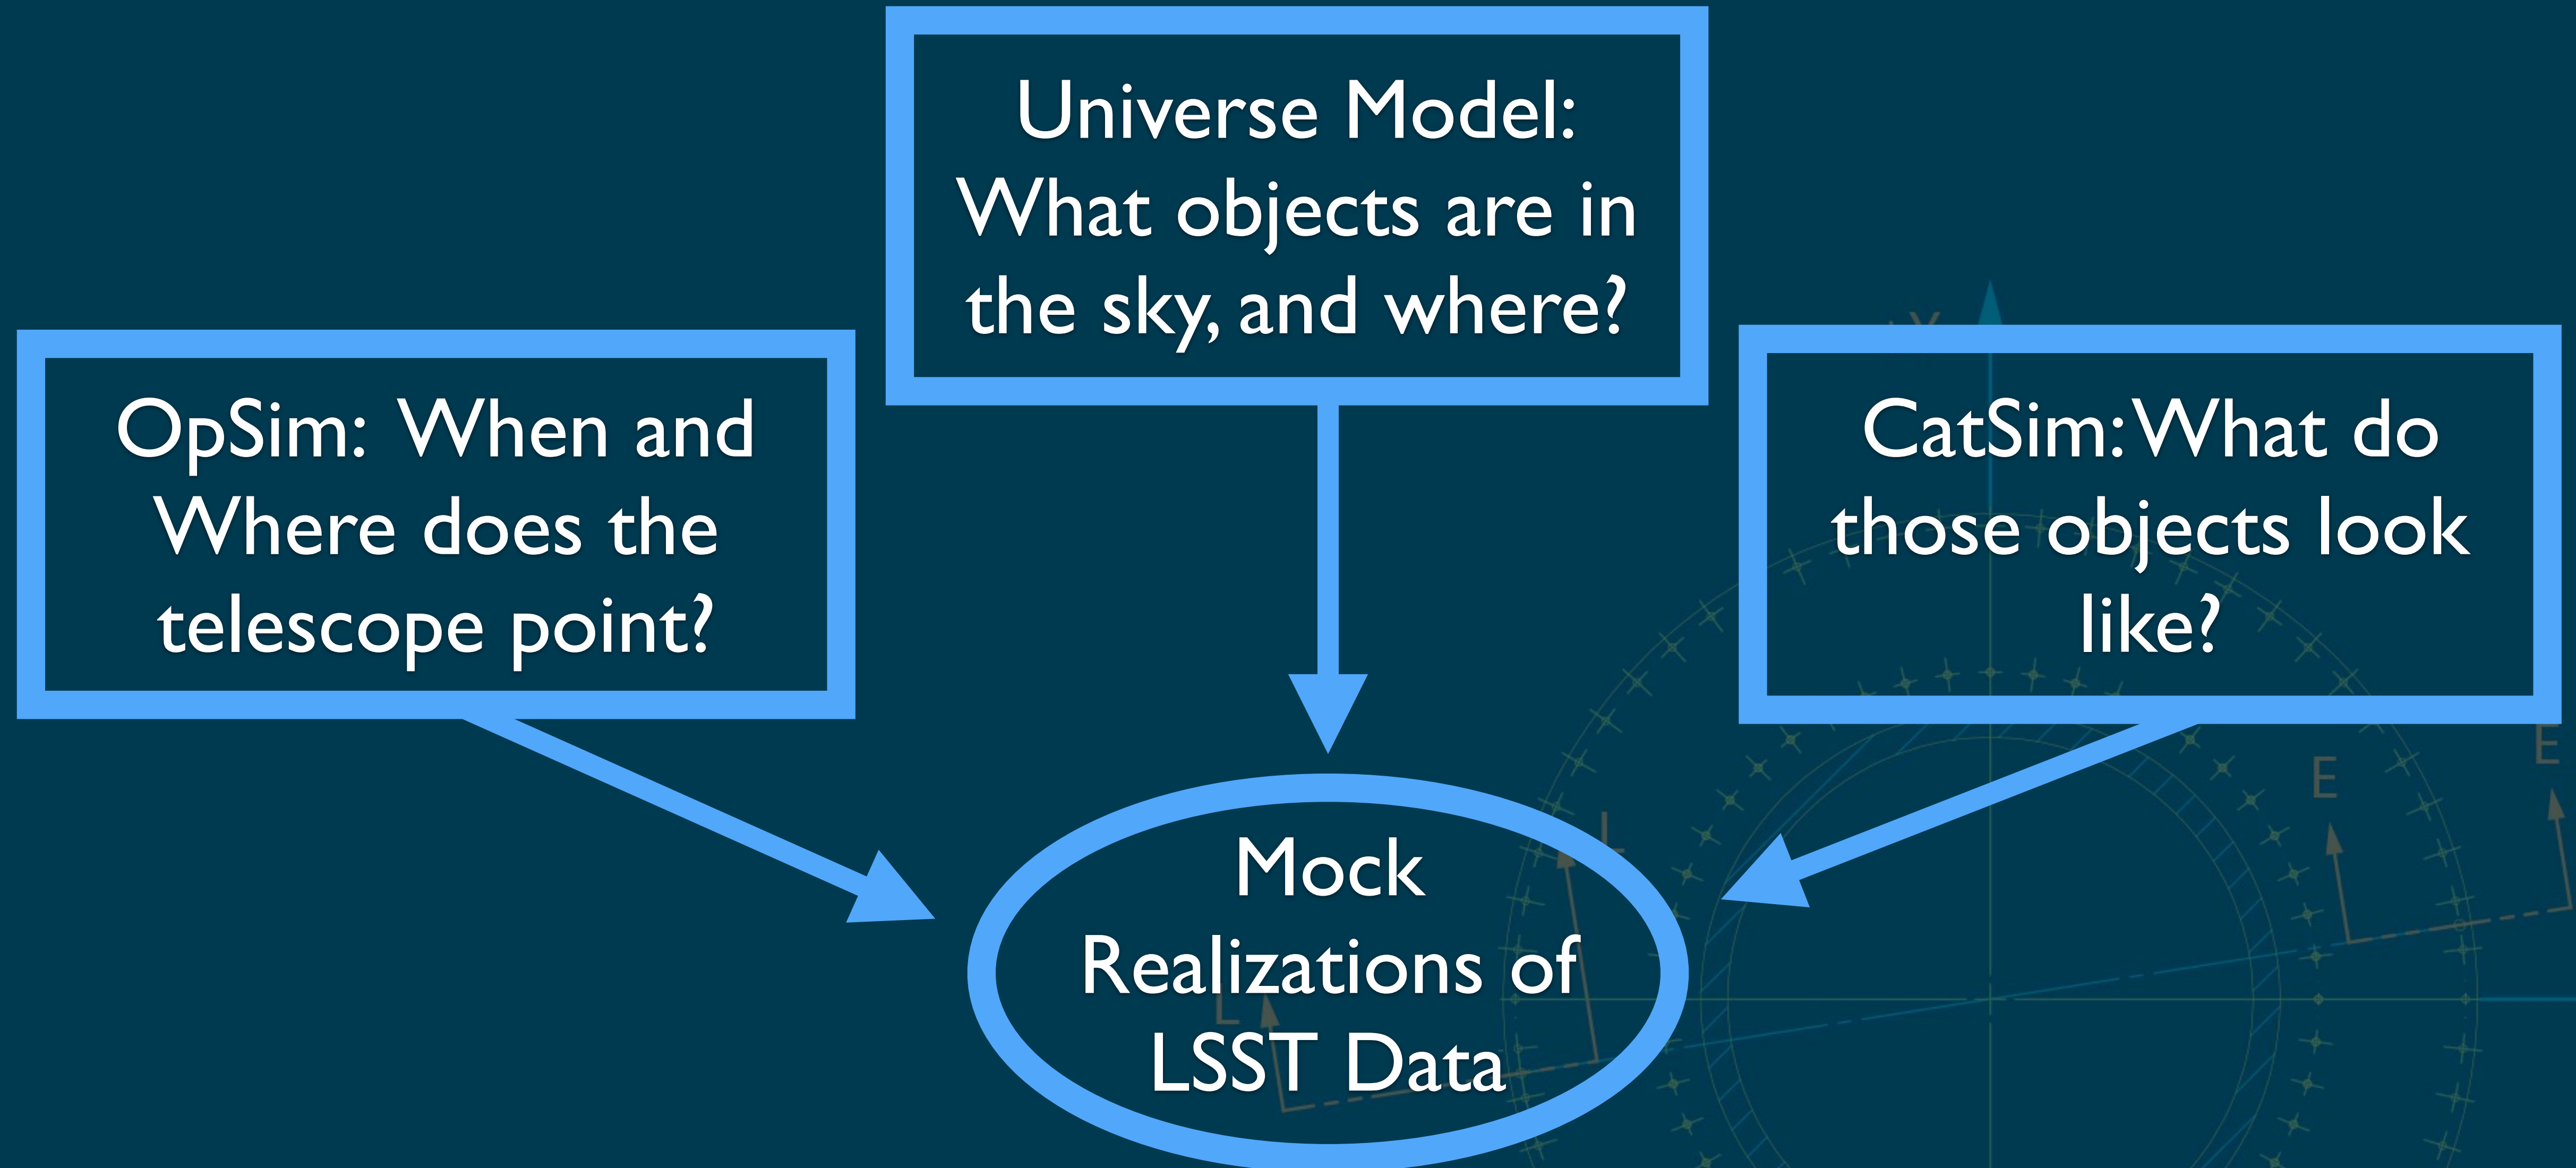 Universe Model:
What objects are in
the sky, and where?
OpSim: When and
Where does the
telescope point?
CatSim: What do
those objects look
like?
Mock
Realizations of
LSST Data
Y
E
E
L
L